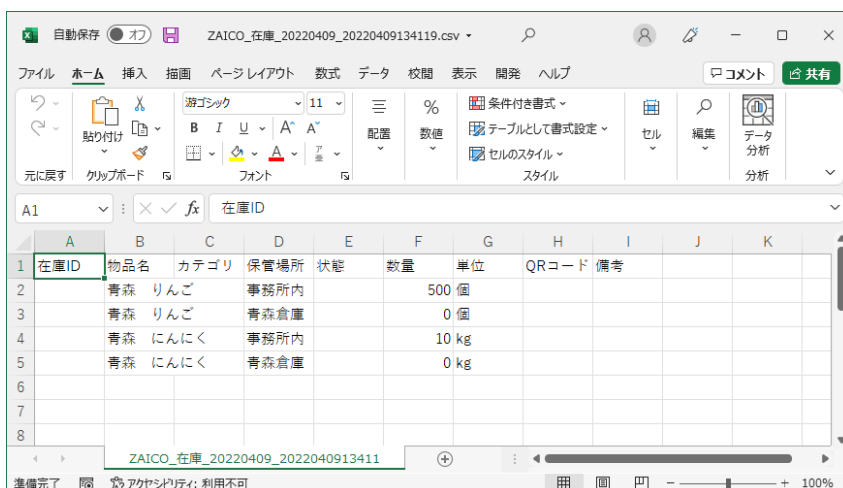 自動保存 オフ ZAICO_在庫_20220409_20220409134119.csv
ファイル ホーム 挿入 描画 ページ レイアウト 数式 データ 校閲 表示 開発 ヘルプ コメント 共有
貼り付け 游ゴシック 11 B I U A A A ア 亜 配置 % 数値 条件付き書式 テーブルとして書式設定 セルのスタイル セル 編集 データ分析
元に戻す クリップボード フォント スタイル 分析
A1 fx 在庫ID
A B C D E F G H I J K
1 在庫ID 物品名 カテゴリ 保管場所 状態 数量 単位 QRコード 備考
2 青森 りんご 事務所内 500 個
3 青森 りんご 青森倉庫 0 個
4 青森 にんにく 事務所内 10 kg
5 青森 にんにく 青森倉庫 0 kg
6
7
8
ZAICO_在庫_20220409_2022040913411
準備完了 アクセシビリティ: 利用不可 100%